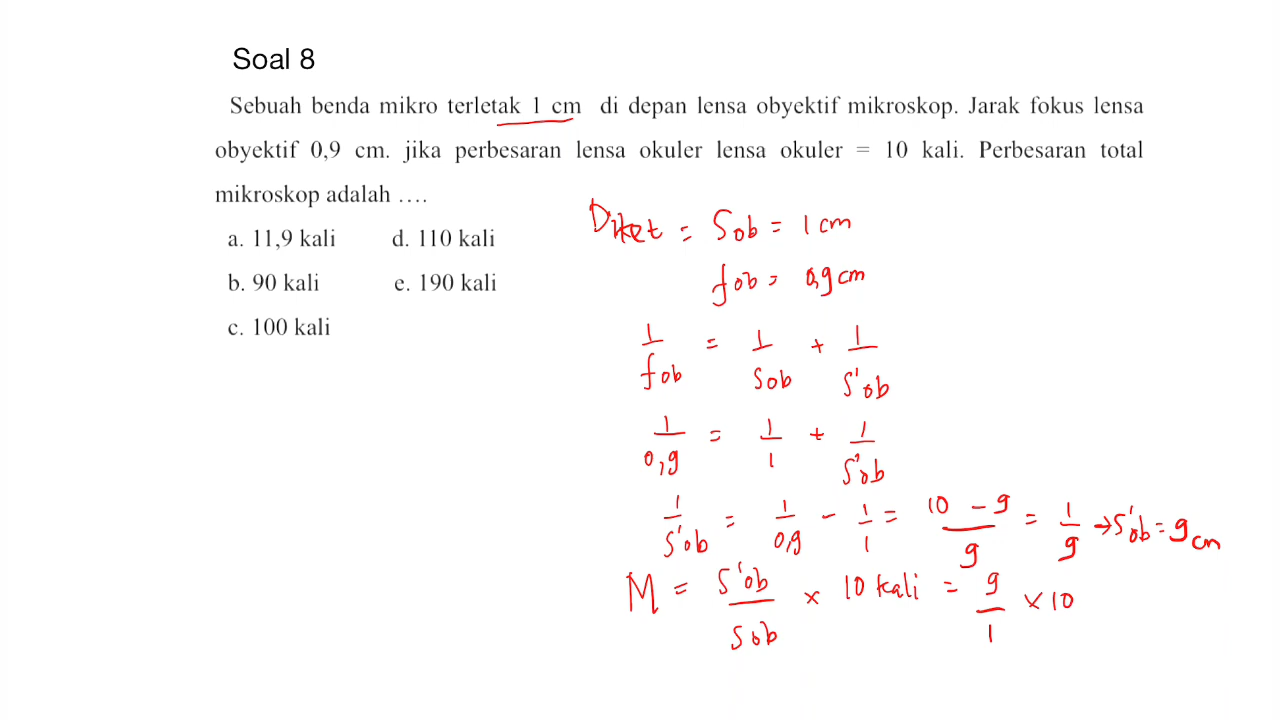 Soal 8
Sebuah benda mikro terletak 1 cm di depan lensa obyektif mikroskop. Jarak fokus lensa
obyektif 0,9 cm. jika perbesaran lensa okuler lensa okuler = 10 kali. Perbesaran total
mikroskop adalah ....
a. 11,9 kali d. 110 kali
b. 90 kali e. 190 kali
c. 100 kali
Diket = Sob = 1 cm
fob = 0,9 cm
1/fob = 1/Sob + 1/S'ob
1/0,9 = 1/1 + 1/S'ob
1/S'ob = 1/0,9 - 1/1 = 10 - 9/9 = 1/9 → S'ob = 9 cm
M = S'ob/Sob × 10 kali = 9/1 × 10